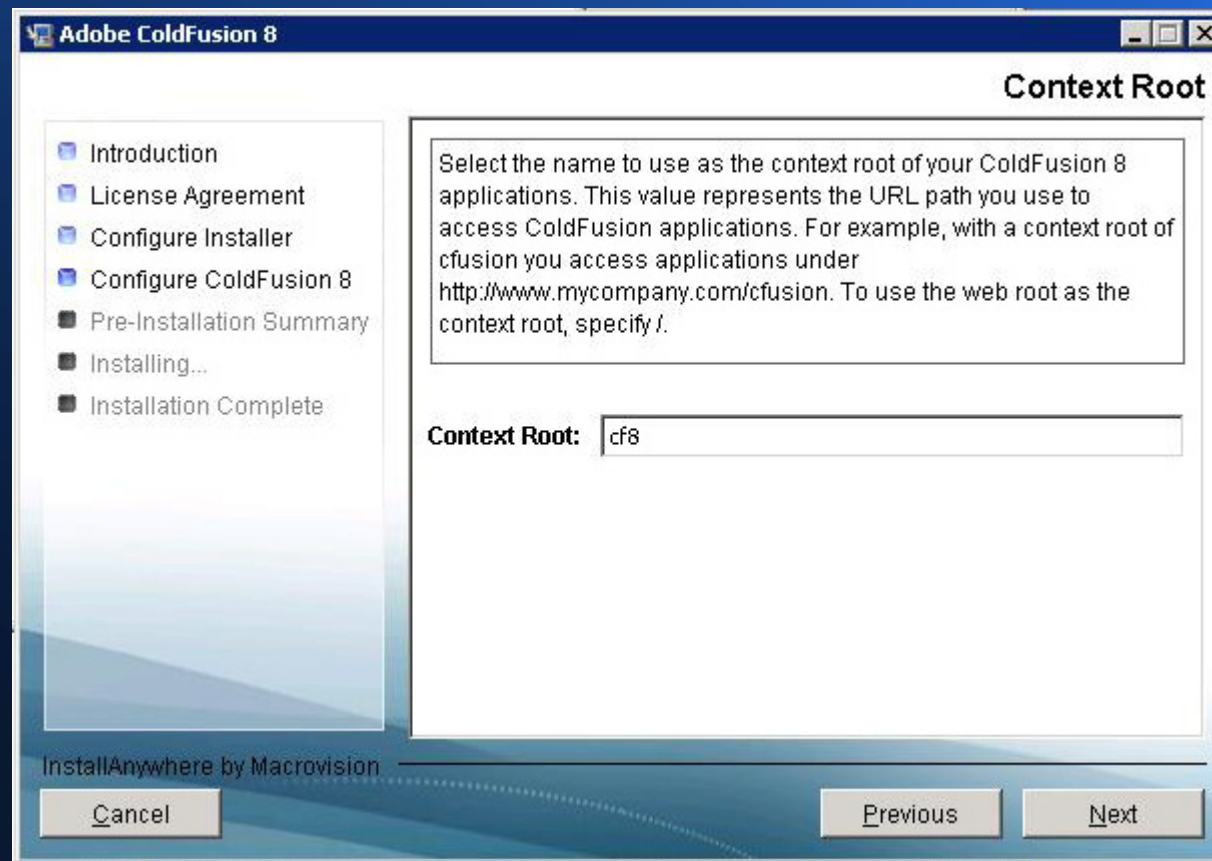 Adobe ColdFusion 8
Context Root
Introduction
License Agreement
Configure Installer
Configure ColdFusion 8
Pre-Installation Summary
Installing...
Installation Complete
Select the name to use as the context root of your ColdFusion 8
applications. This value represents the URL path you use to
access ColdFusion applications. For example, with a context root of
cfusion you access applications under
http://www.mycompany.com/cfusion. To use the web root as the
context root, specify /.
Context Root: cf8
InstallAnywhere by Macrovision
Cancel
Previous
Next